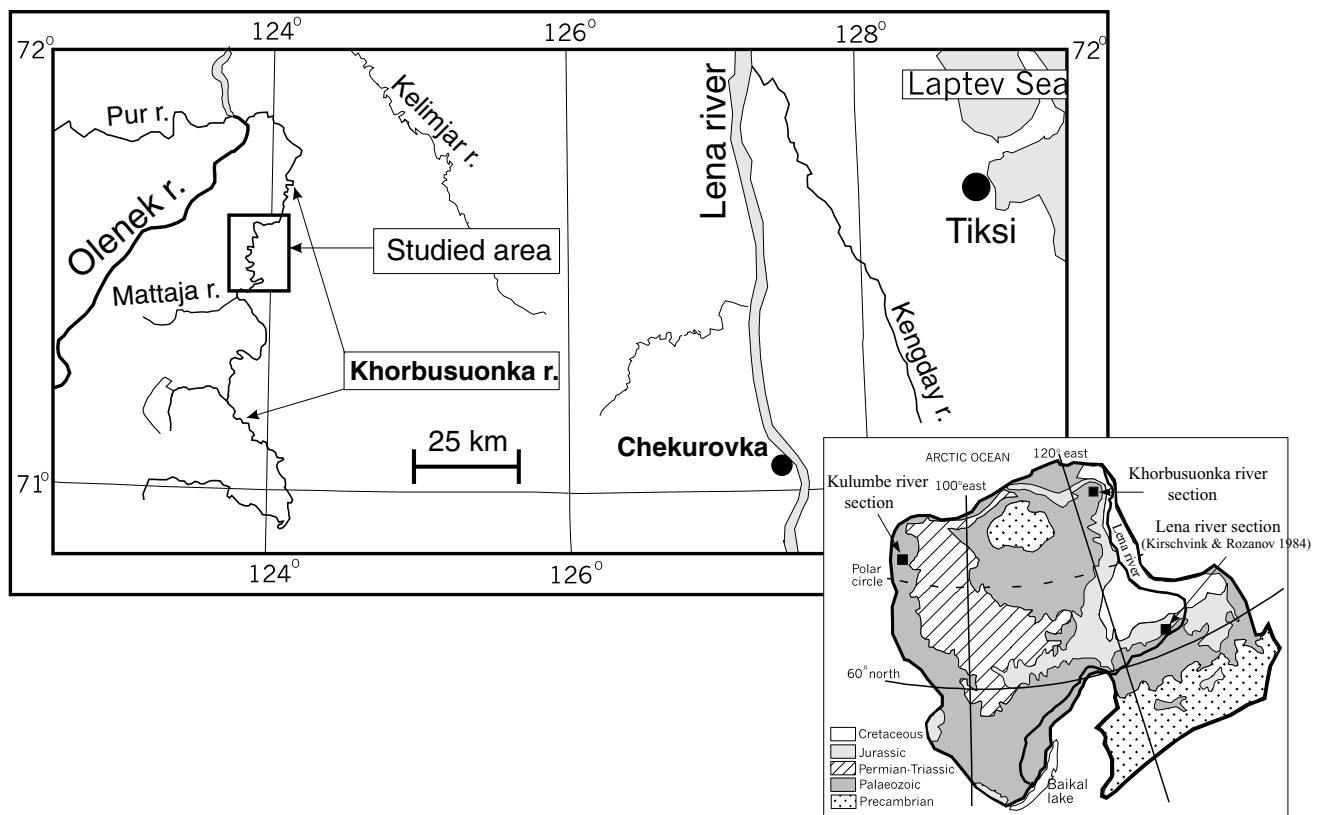 124°
126°
128°
72°
72°
Laptev Sea
Pur r.
Kelimjar r.
Lena river
Olenek r.
Tiksi
Studied area
Mattaja r.
Kengday r.
Khorbusuonka r.
25 km
Chekurovka
71°
124°
126°
ARCTIC OCEAN
120° east
100°east
Kulumbe river
section
Khorbusuonka river
section
Lena river section
(Kirschvink & Rozanov 1984)
Lena river
Polar
circle
60° north
Cretaceous
Jurassic
Permian-Triassic
Palaeozoic
Precambrian
Baikal
lake